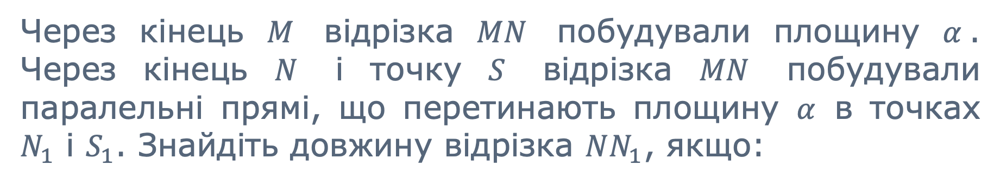 Через кінець M відрізка MN побудували площину α .
Через кінець N і точку S відрізка MN побудували
паралельні прямі, що перетинають площину α в точках
N₁ і S₁. Знайдіть довжину відрізка NN₁, якщо: